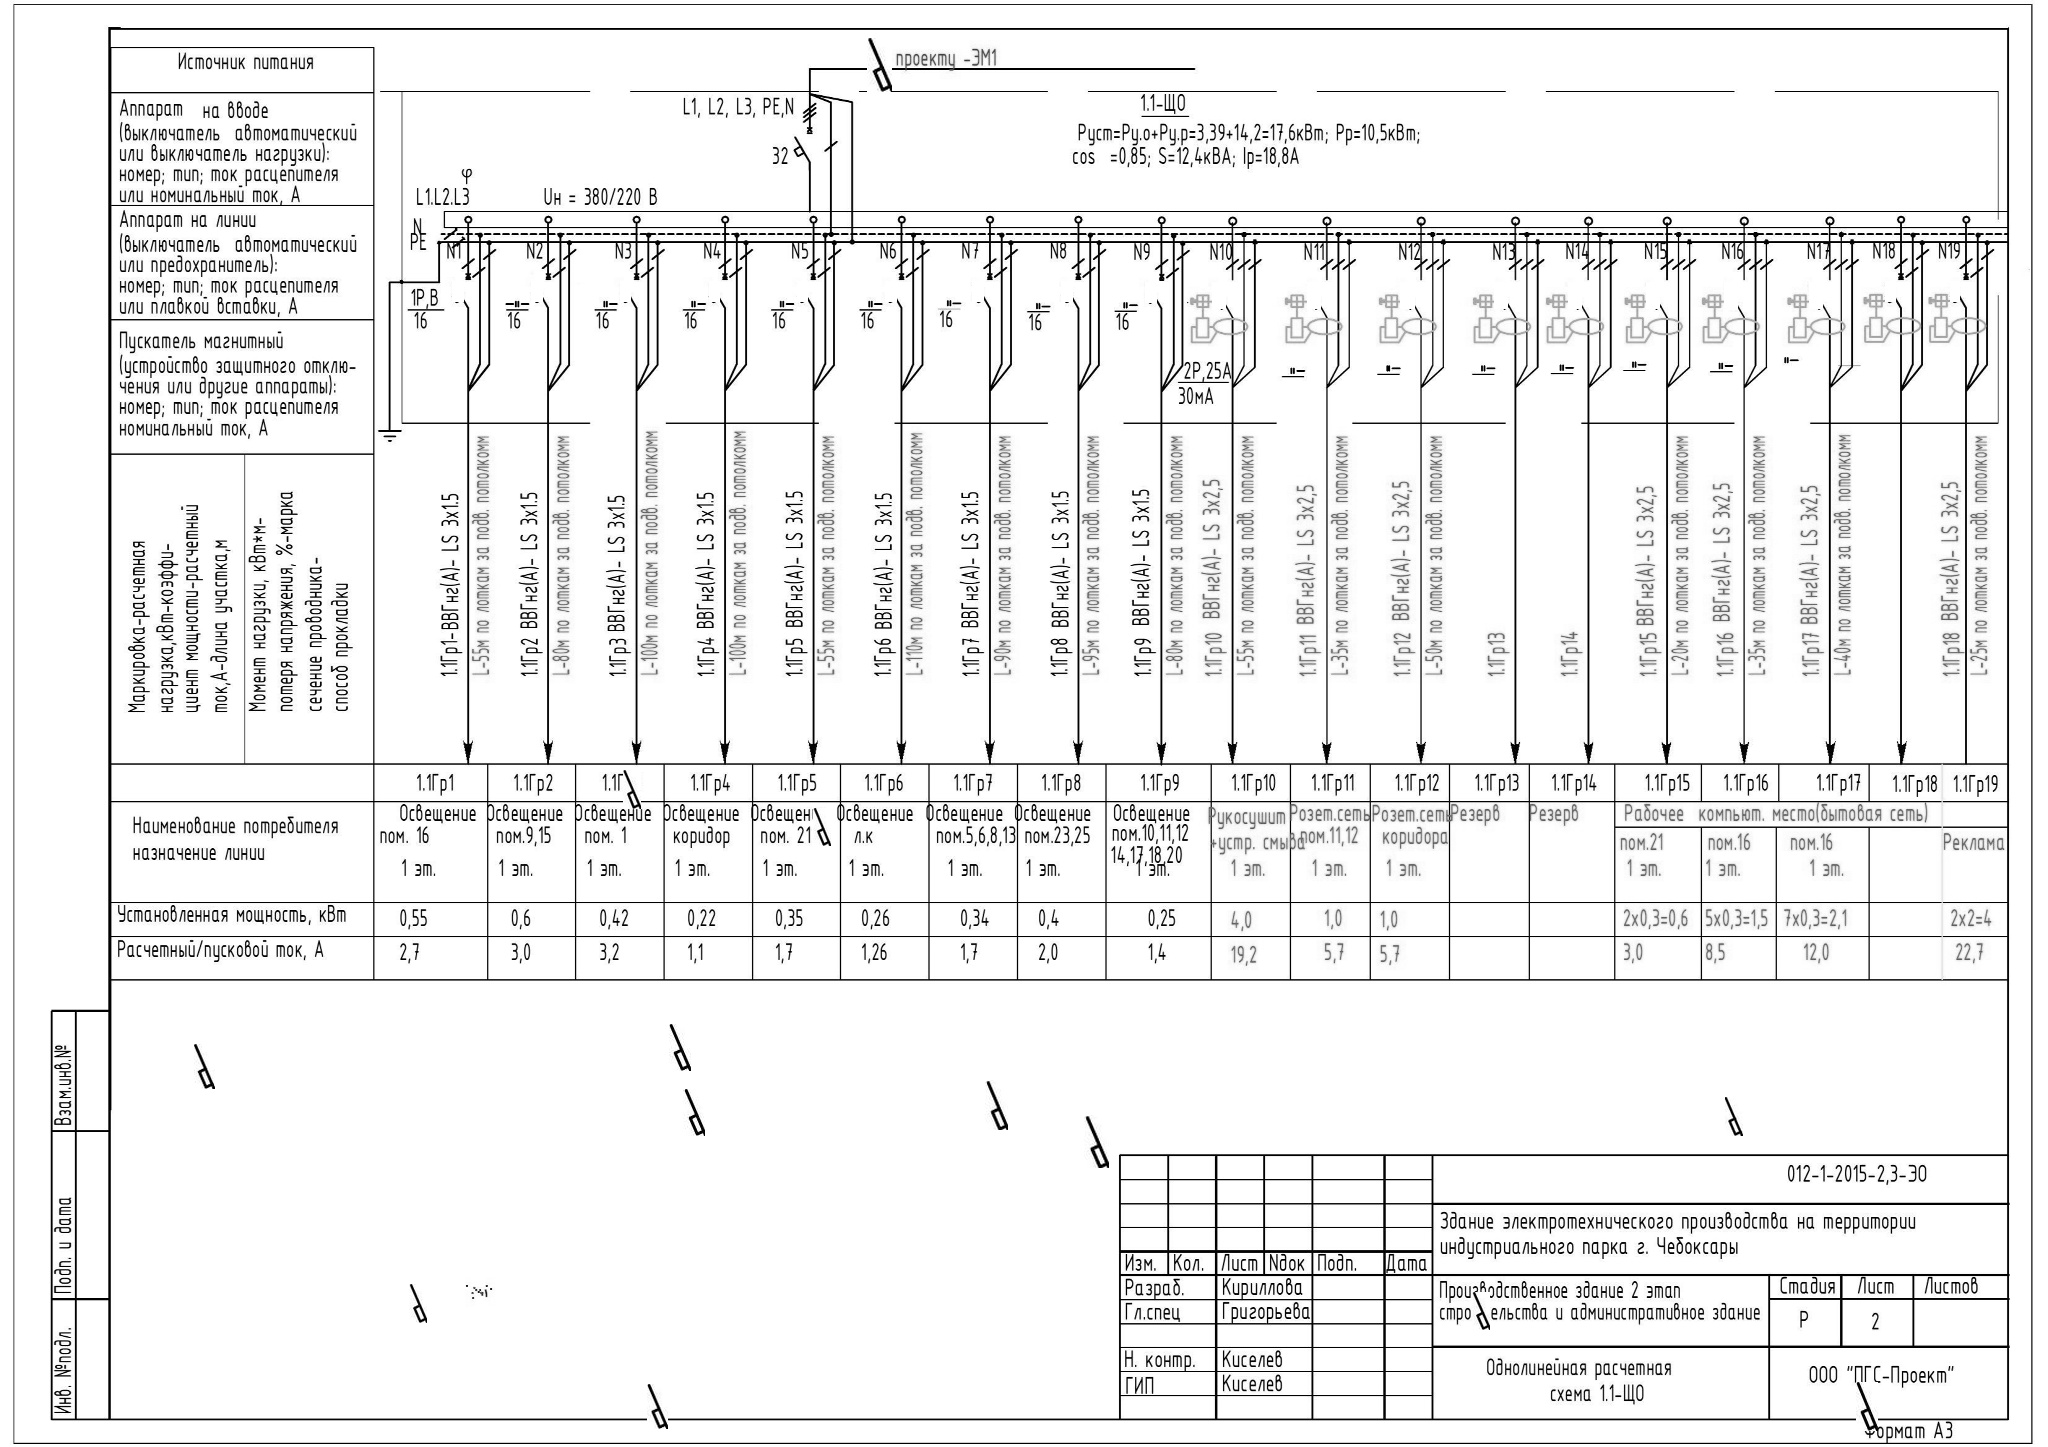 Источник питания
проекту -ЭМ1
Аппарат на вводе
(выключатель автоматический
или выключатель нагрузки):
номер; тип; ток расцепителя
или номинальный ток, А
L1, L2, L3, PE,N
32
1.1-ЩО
Pуст=Ру.о+Ру.р=3,39+14,2=17,6кВт; Рр=10,5кВт;
cos =0,85; S=12,4кВА; Iр=18,8А
φ
L1.L2.L3
Uн = 380/220 В
N
PE
Аппарат на линии
(выключатель автоматический
или предохранитель):
номер; тип; ток расцепителя
или плавкой вставки, А
N1 N2 N3 N4 N5 N6 N7 N8 N9 N10 N11 N12 N13 N14 N15 N16 N17 N18 N19
1Р,В
16
-"- 16 -"- 16 -"- 16 -"- 16 -"- 16 -"- 16 -"- 16 -"- 16
Пускатель магнитный
(устройство защитного отклю-
чения или другие аппараты):
номер; тип; ток расцепителя
номинальный ток, А
2Р,25А
30мА
"- "- "- "- "- "- "-
Маркировка-расчетная
нагрузка,кВт-коэффи-
циент мощности-расчетный
ток,А-длина участка,м
Момент нагрузки, кВт*м-
потеря напряжения, %-марка
сечение проводника-
способ прокладки
1.1Гр1-ВВГнг(А)- LS 3х1.5
L-55м по лоткам за подв. потолкомм
1.1Гр2 ВВГнг(А)- LS 3х1.5
L-80м по лоткам за подв. потолкомм
1.1Гр3 ВВГнг(А)- LS 3х1.5
L-100м по лоткам за подв. потолкомм
1.1Гр4 ВВГнг(А)- LS 3х1.5
L-100м по лоткам за подв. потолкомм
1.1Гр5 ВВГнг(А)- LS 3х1.5
L-55м по лоткам за подв. потолкомм
1.1Гр6 ВВГнг(А)- LS 3х1.5
L-110м по лоткам за подв. потолкомм
1.1Гр7 ВВГнг(А)- LS 3х1.5
L-90м по лоткам за подв. потолкомм
1.1Гр8 ВВГнг(А)- LS 3х1.5
L-95м по лоткам за подв. потолкомм
1.1Гр9 ВВГнг(А)- LS 3х1.5
L-80м по лоткам за подв. потолкомм
1.1Гр10 ВВГнг(А)- LS 3х2,5
L-55м по лоткам за подв. потолкомм
1.1Гр11 ВВГнг(А)- LS 3х2,5
L-35м по лоткам за подв. потолкомм
1.1Гр12 ВВГнг(А)- LS 3х2,5
L-50м по лоткам за подв. потолкомм
1.1Гр13
1.1Гр14
1.1Гр15 ВВГнг(А)- LS 3х2,5
L-20м по лоткам за подв. потолкомм
1.1Гр16 ВВГнг(А)- LS 3х2,5
L-35м по лоткам за подв. потолкомм
1.1Гр17 ВВГнг(А)- LS 3х2,5
L-40м по лоткам за подв. потолкомм
1.1Гр18 ВВГнг(А)- LS 3х2,5
L-25м по лоткам за подв. потолкомм
1.1Гр1 1.1Гр2 1.1Г 1.1Гр4 1.1Гр5 1.1Гр6 1.1Гр7 1.1Гр8 1.1Гр9 1.1Гр10 1.1Гр11 1.1Гр12 1.1Гр13 1.1Гр14 1.1Гр15 1.1Гр16 1.1Гр17 1.1Гр18 1.1Гр19
Наименование потребителя
назначение линии
Освещение
пом. 16
1 эт.
Освещение
пом.9,15
1 эт.
Освещение
пом. 1
1 эт.
Освещение
коридор
1 эт.
Освещен
пом. 21
1 эт.
Освещение
л.к
1 эт.
Освещение
пом.5,6,8,13
1 эт.
Освещение
пом.23,25
1 эт.
Освещение
пом.10,11,12
14,17,18,20
1 эт.
Рукосушит
+устр. смыва
1 эт.
Розет.сеть
пом.11,12
1 эт.
Розет.сеть
коридора
1 эт.
Резерв
Резерв
Рабочее компьют. место(бытовая сеть)
пом.21
1 эт.
пом.16
1 эт.
пом.16
1 эт.
Реклама
Установленная мощность, кВт 0,55 0,6 0,42 0,22 0,35 0,26 0,34 0,4 0,25 4,0 1,0 1,0 2х0,3=0,6 5х0,3=1,5 7х0,3=2,1 2х2=4
Расчетный/пусковой ток, А 2,7 3,0 3,2 1,1 1,7 1,26 1,7 2,0 1,4 19,2 5,7 5,7 3,0 8,5 12,0 22,7
Взам.инв.№
Подп. и дата
Инв. №подл.
012-1-2015-2,3-ЭО
Здание электротехнического производства на территории
индустриального парка г. Чебоксары
Изм. Кол. Лист Nдок Подп. Дата
Разраб. Кириллова
Гл.спец Григорьева
Н. контр. Киселев
ГИП Киселев
Производственное здание 2 этап
стро ельства и административное здание
Стадия Лист Листов
Р 2
Однолинейная расчетная
схема 1.1-ЩО
ООО "ПГС-Проект"
Формат А3